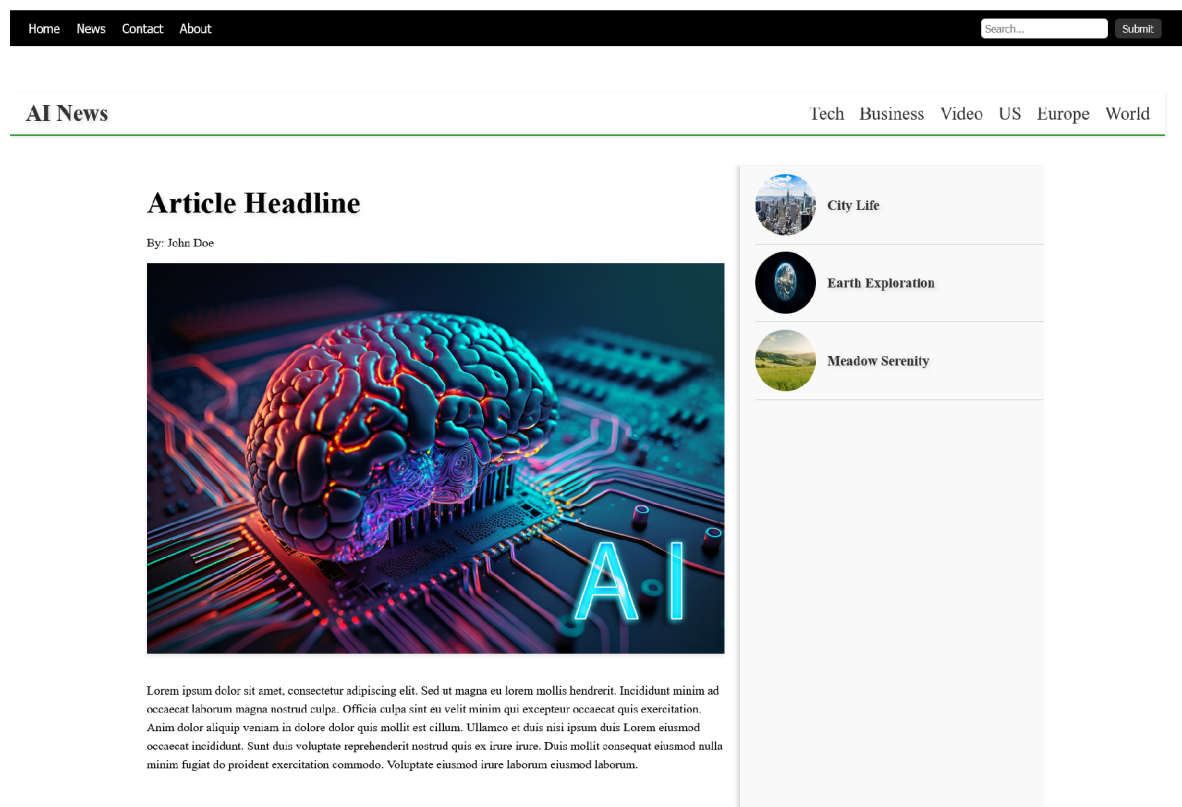 Home News Contact About
Search...
Submit
AI News
Tech Business Video US Europe World
Article Headline
By: John Doe
AI
Lorem ipsum dolor sit amet, consectetur adipiscing elit. Sed ut magna eu lorem mollis hendrerit. Incididunt minim ad
occaecat laborum magna nostrud culpa. Officia culpa sint eu velit minim qui excepteur occaecat quis exercitation.
Anim dolor aliquip veniam in dolore dolor quis mollit est cillum. Ullamco et duis nisi ipsum duis Lorem eiusmod
occaecat incididunt. Sunt duis voluptate reprehenderit nostrud quis ex irure irure. Duis mollit consequat eiusmod nulla
minim fugiat do proident exercitation commodo. Voluptate eiusmod irure laborum eiusmod laborum.
City Life
Earth Exploration
Meadow Serenity